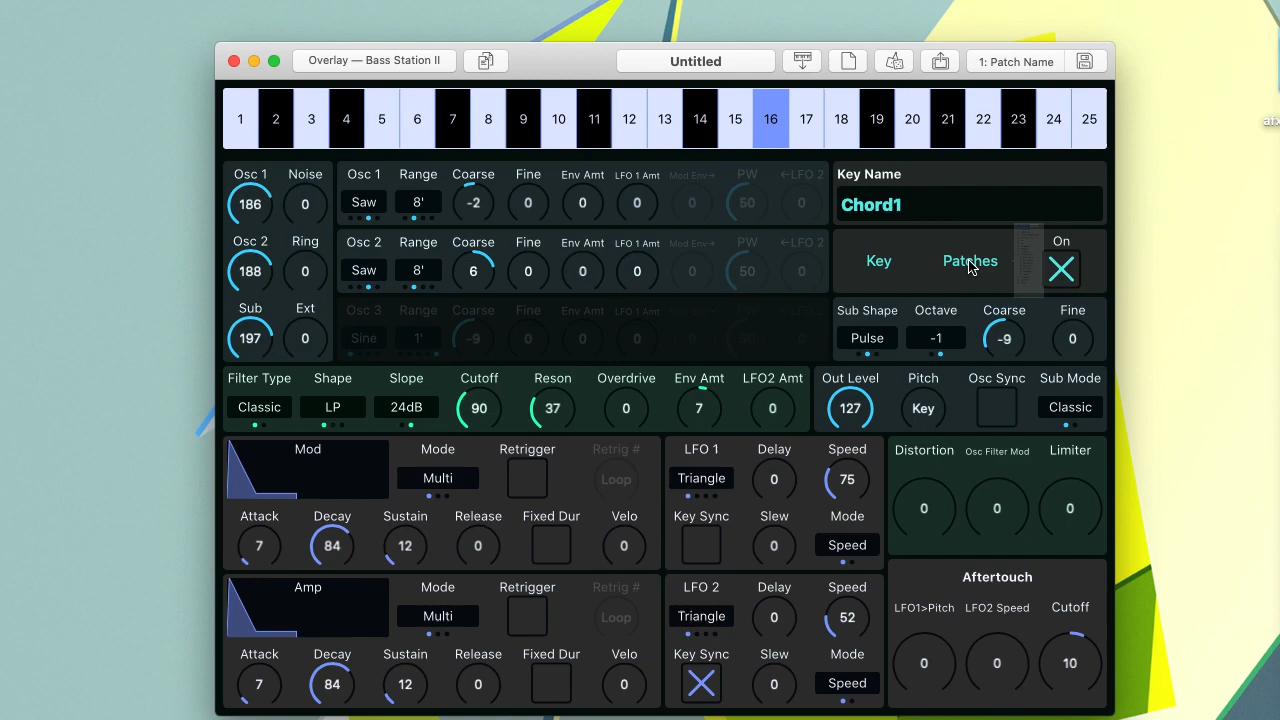 Overlay — Bass Station II
Untitled
1: Patch Name
1 2 3 4 5 6 7 8 9 10 11 12 13 14 15 16 17 18 19 20 21 22 23 24 25
Osc 1 Noise
186 0
Osc 2 Ring
188 0
Sub Ext
197 0
Osc 1 Range Coarse Fine Env Amt LFO 1 Amt Mod Env→ PW ←LFO 2
Saw 8' -2 0 0 0 0 50 0
Osc 2 Range Coarse Fine Env Amt LFO 1 Amt Mod Env→ PW ←LFO 2
Saw 8' 6 0 0 0 0 50 0
Osc 3 Range Coarse Fine Env Amt LFO 1 Amt Mod Env→ PW ←LFO 2
Sine 1' -9 0 0 0 0 50 0
Key Name
Chord1
Key Patches On
Sub Shape Octave Coarse Fine
Pulse -1 -9 0
Filter Type Shape Slope Cutoff Reson Overdrive Env Amt LFO2 Amt
Classic LP 24dB 90 37 0 7 0
Out Level Pitch Osc Sync Sub Mode
127 Key Classic
Mod Mode Retrigger Retrig #
Multi Loop
Attack Decay Sustain Release Fixed Dur Velo
7 84 12 0 0
LFO 1 Delay Speed
Triangle 0 75
Key Sync Slew Mode
0 Speed
Distortion Osc Filter Mod Limiter
0 0 0
Amp Mode Retrigger Retrig #
Multi Loop
Attack Decay Sustain Release Fixed Dur Velo
7 84 12 0 0
LFO 2 Delay Speed
Triangle 0 52
Key Sync Slew Mode
0 Speed
Aftertouch
LFO1>Pitch LFO2 Speed Cutoff
0 0 10